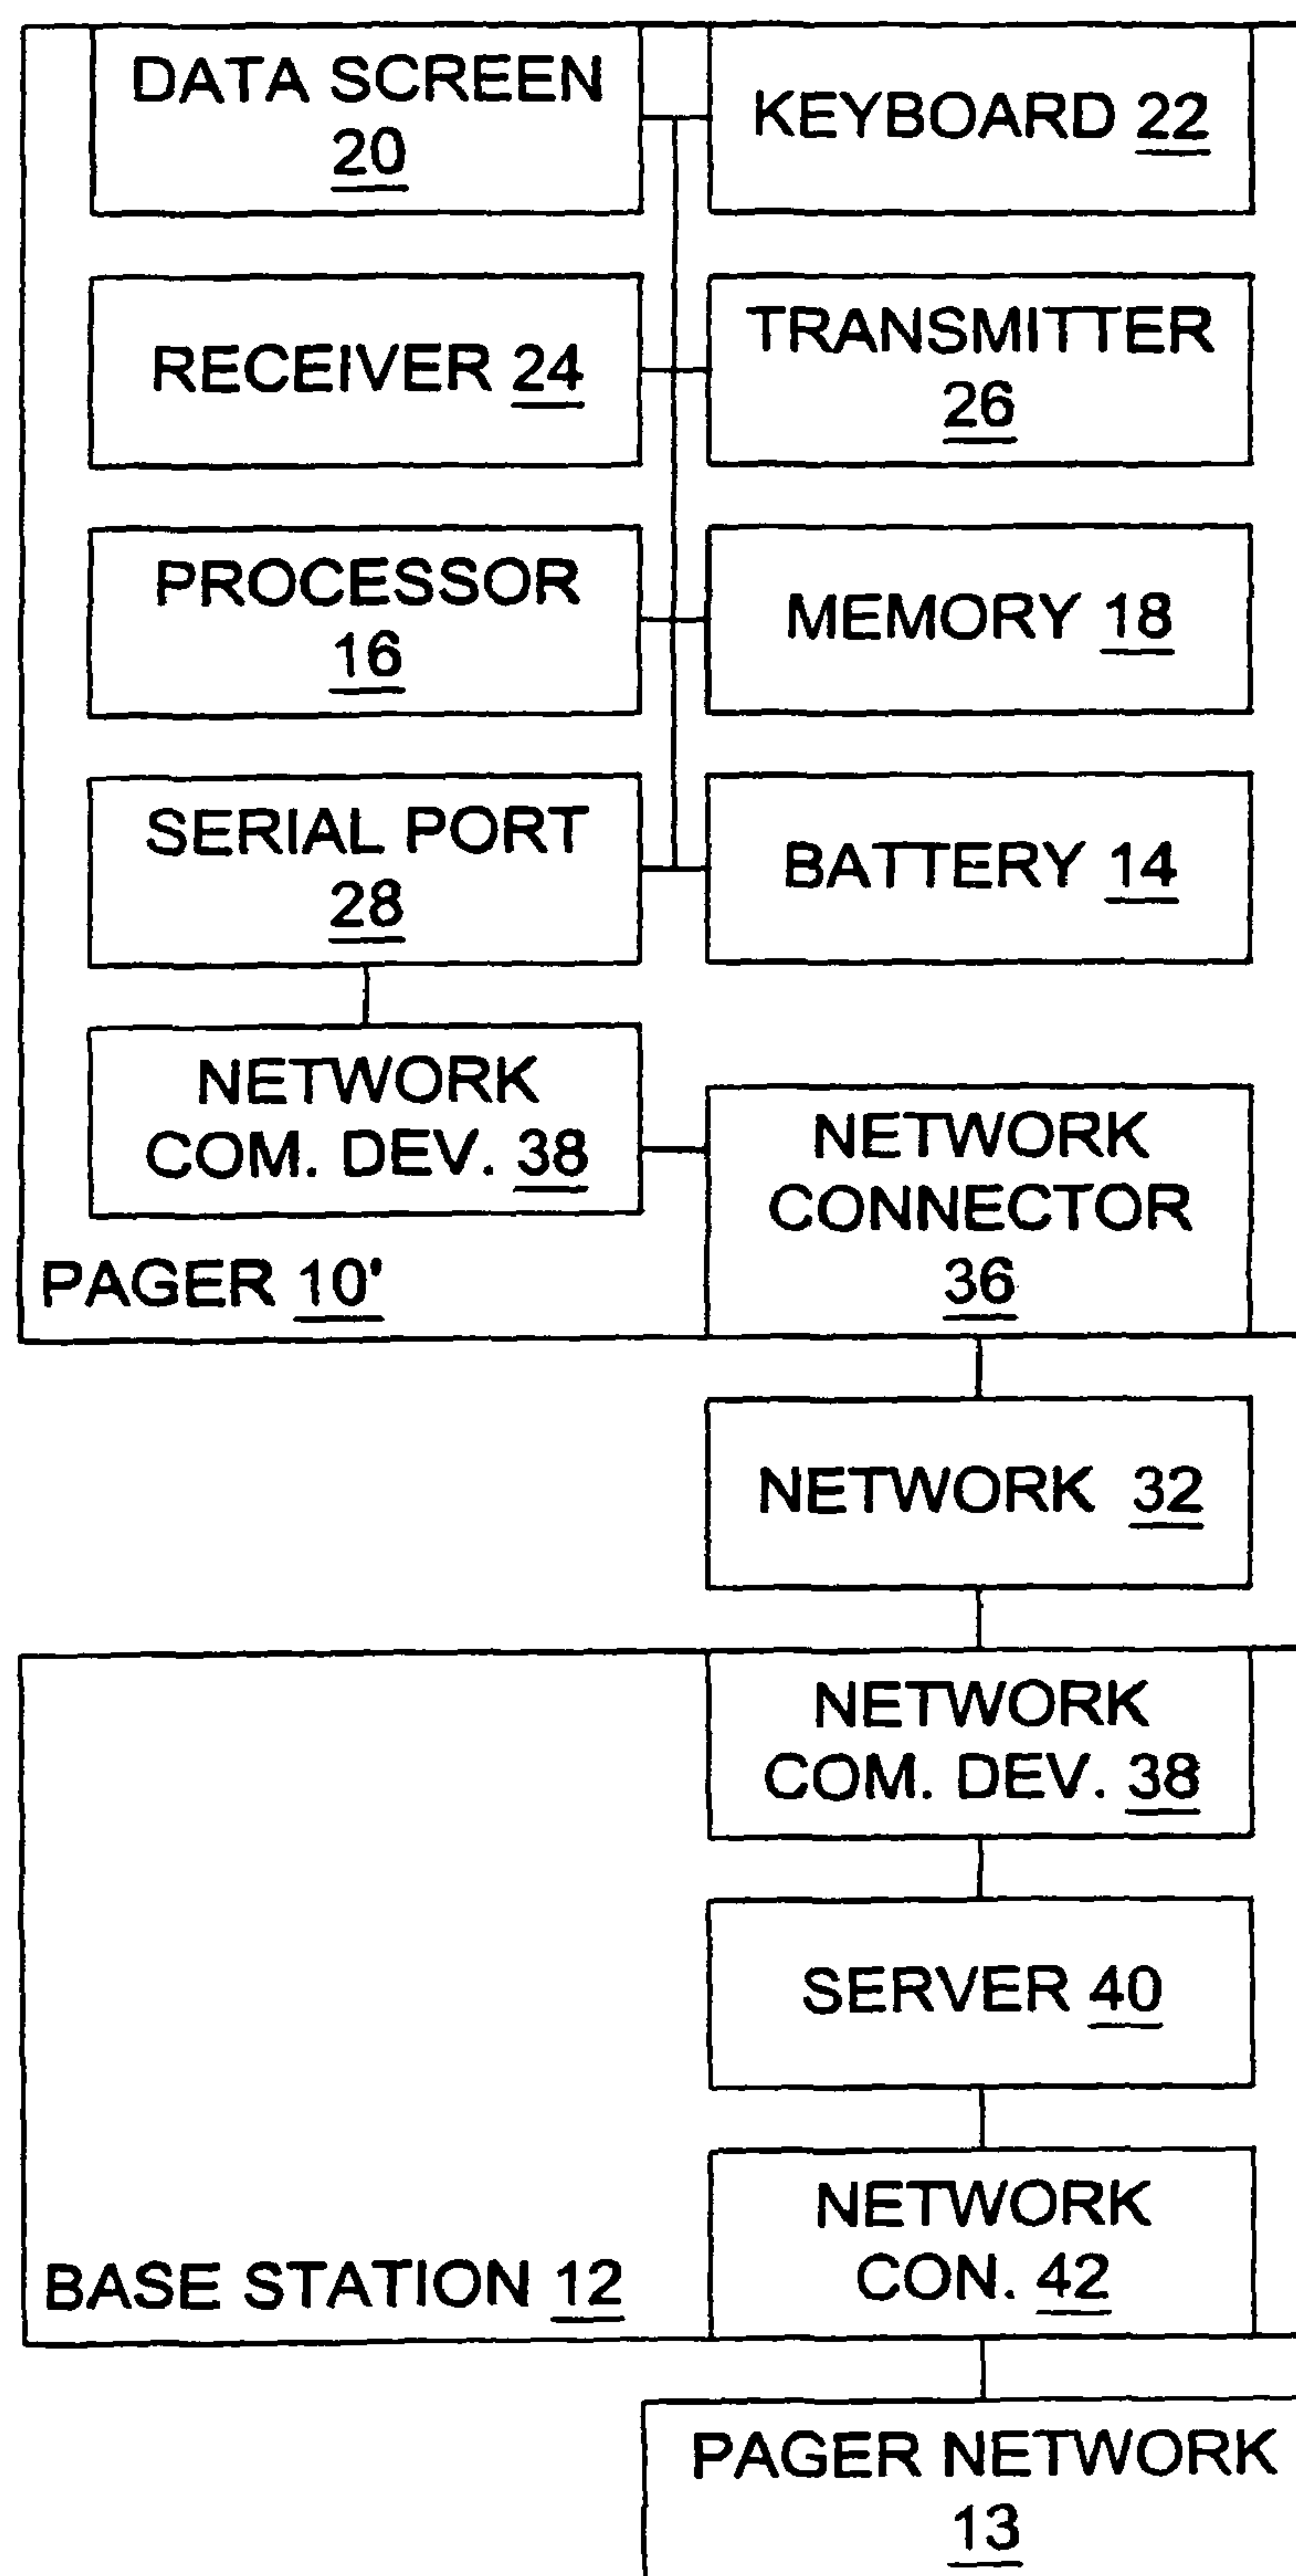 DATA SCREEN
20
KEYBOARD 22
RECEIVER 24
TRANSMITTER
26
PROCESSOR
16
MEMORY 18
SERIAL PORT
28
BATTERY 14
NETWORK
COM. DEV. 38
NETWORK
CONNECTOR
36
PAGER 10'
NETWORK 32
NETWORK
COM. DEV. 38
SERVER 40
NETWORK
CON. 42
BASE STATION 12
PAGER NETWORK
13